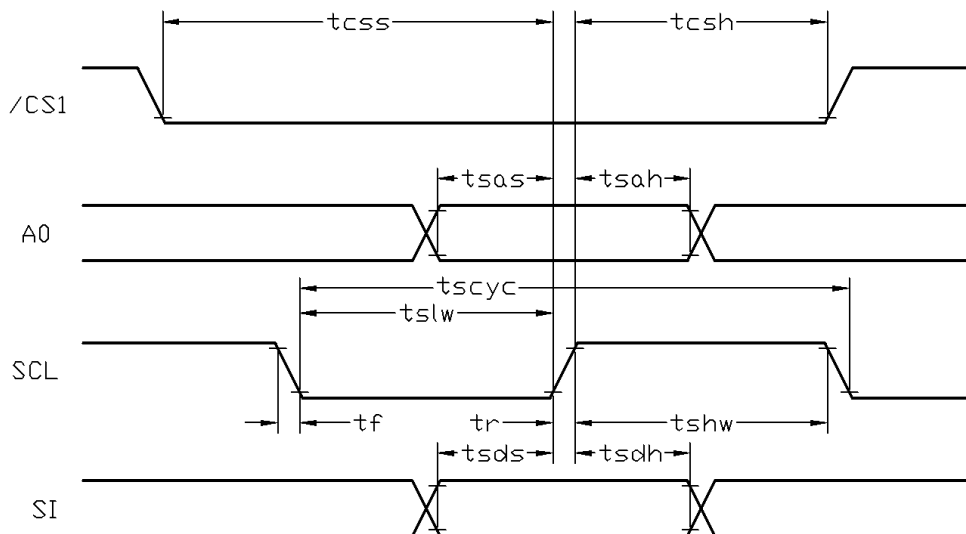 tcss tcsh
/CS1
tsas tsah
A0
tscyc
tslw
SCL
tf tr tshw
tsds tsdh
SI